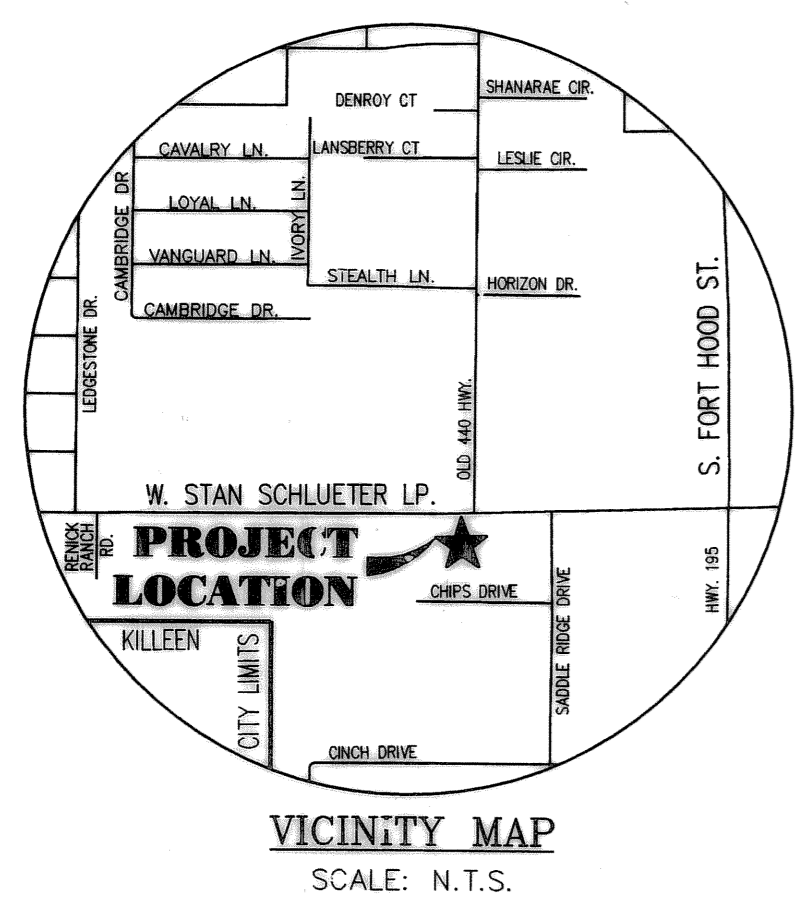 SHANARAE CIR.
DENROY CT
CAVALRY LN.
LANSBERRY CT
LESLIE CIR.
CAMBRIDGE DR
LOYAL LN.
IVORY LN.
VANGUARD LN.
STEALTH LN.
HORIZON DR.
CAMBRIDGE DR.
LEDGESTONE DR.
OLD 440 HWY.
S. FORT HOOD ST.
W. STAN SCHLUETER LP.
RENICK
RANCH
RD.
PROJECT
LOCATION
CHIPS DRIVE
SADDLE RIDGE DRIVE
HWY. 195
KILLEEN
CITY LIMITS
CINCH DRIVE
VICINITY MAP
SCALE: N.T.S.